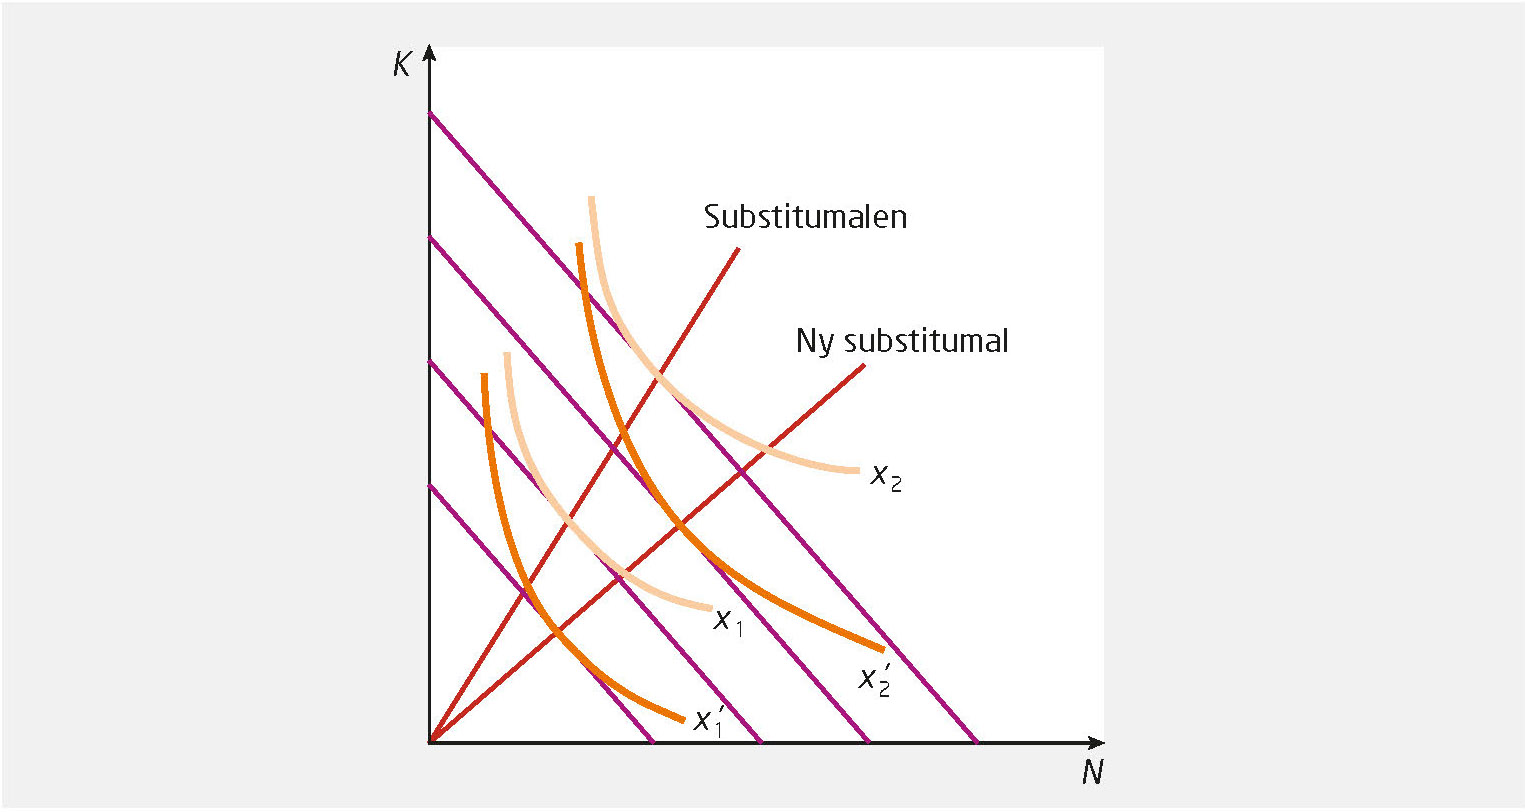 K
Substitumalen
Ny substitumal
x₂
x₁
x₂′
x₁′
N